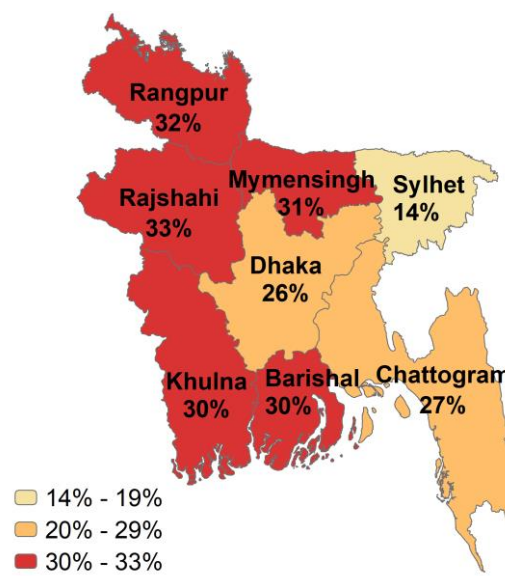 Rangpur
32%
Rajshahi
33%
Mymensingh
31%
Sylhet
14%
Dhaka
26%
Khulna
30%
Barishal
30%
Chattogram
27%
14% - 19%
20% - 29%
30% - 33%